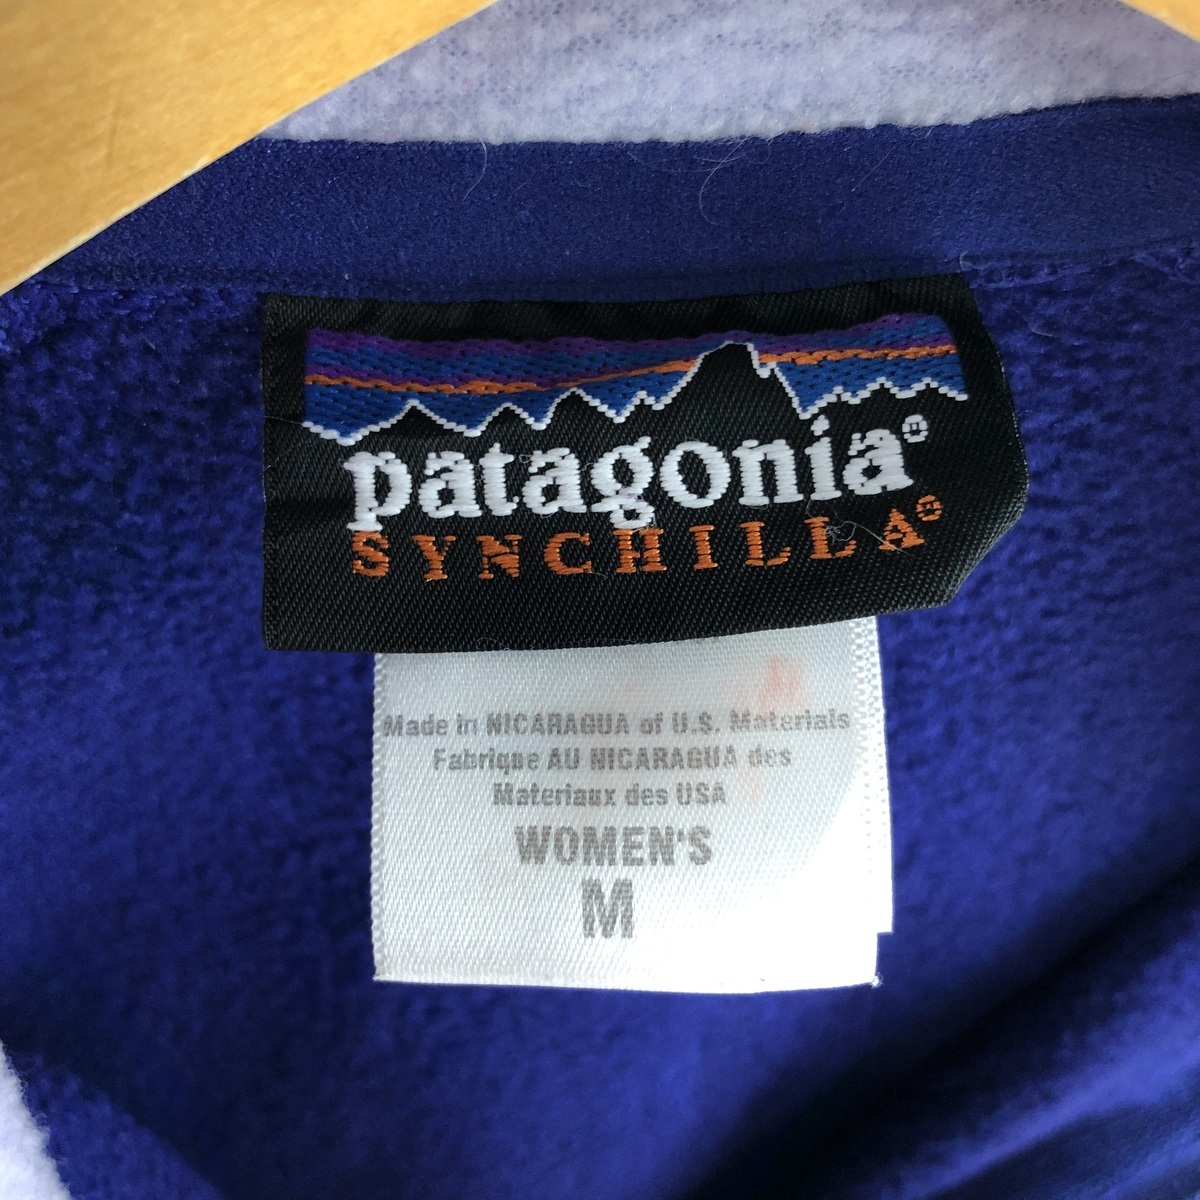 patagonia®
SYNCHILLA®
Made in NICARAGUA of U.S. Materials
Fabrique AU NICARAGUA des
Materiaux des USA
WOMEN'S
M